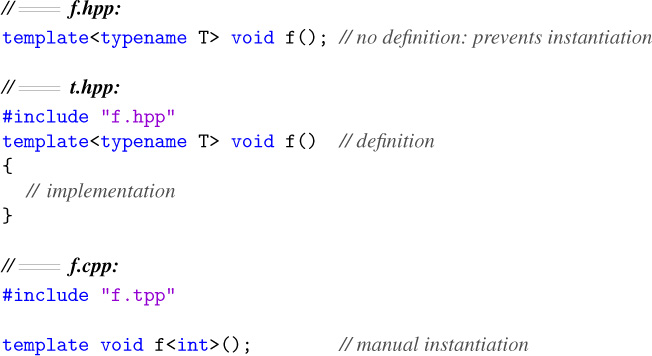 // ==== f.hpp:
template<typename T> void f(); // no definition: prevents instantiation
// ==== t.hpp:
#include "f.hpp"
template<typename T> void f() // definition
{
// implementation
}
// ==== f.cpp:
#include "f.tpp"
template void f<int>(); // manual instantiation